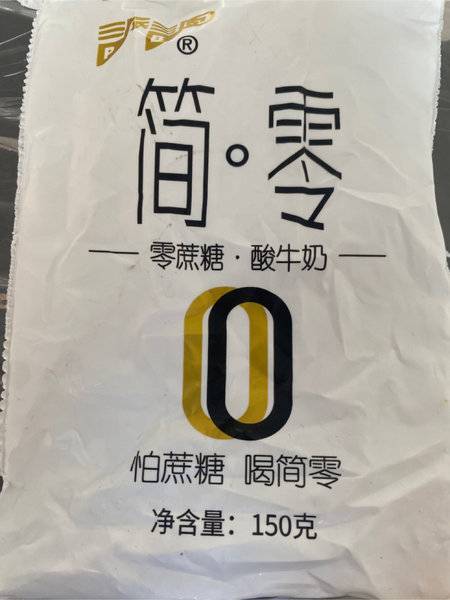 ®
简·零
零蔗糖·酸牛奶
0
怕蔗糖 喝简零
净含量：150克